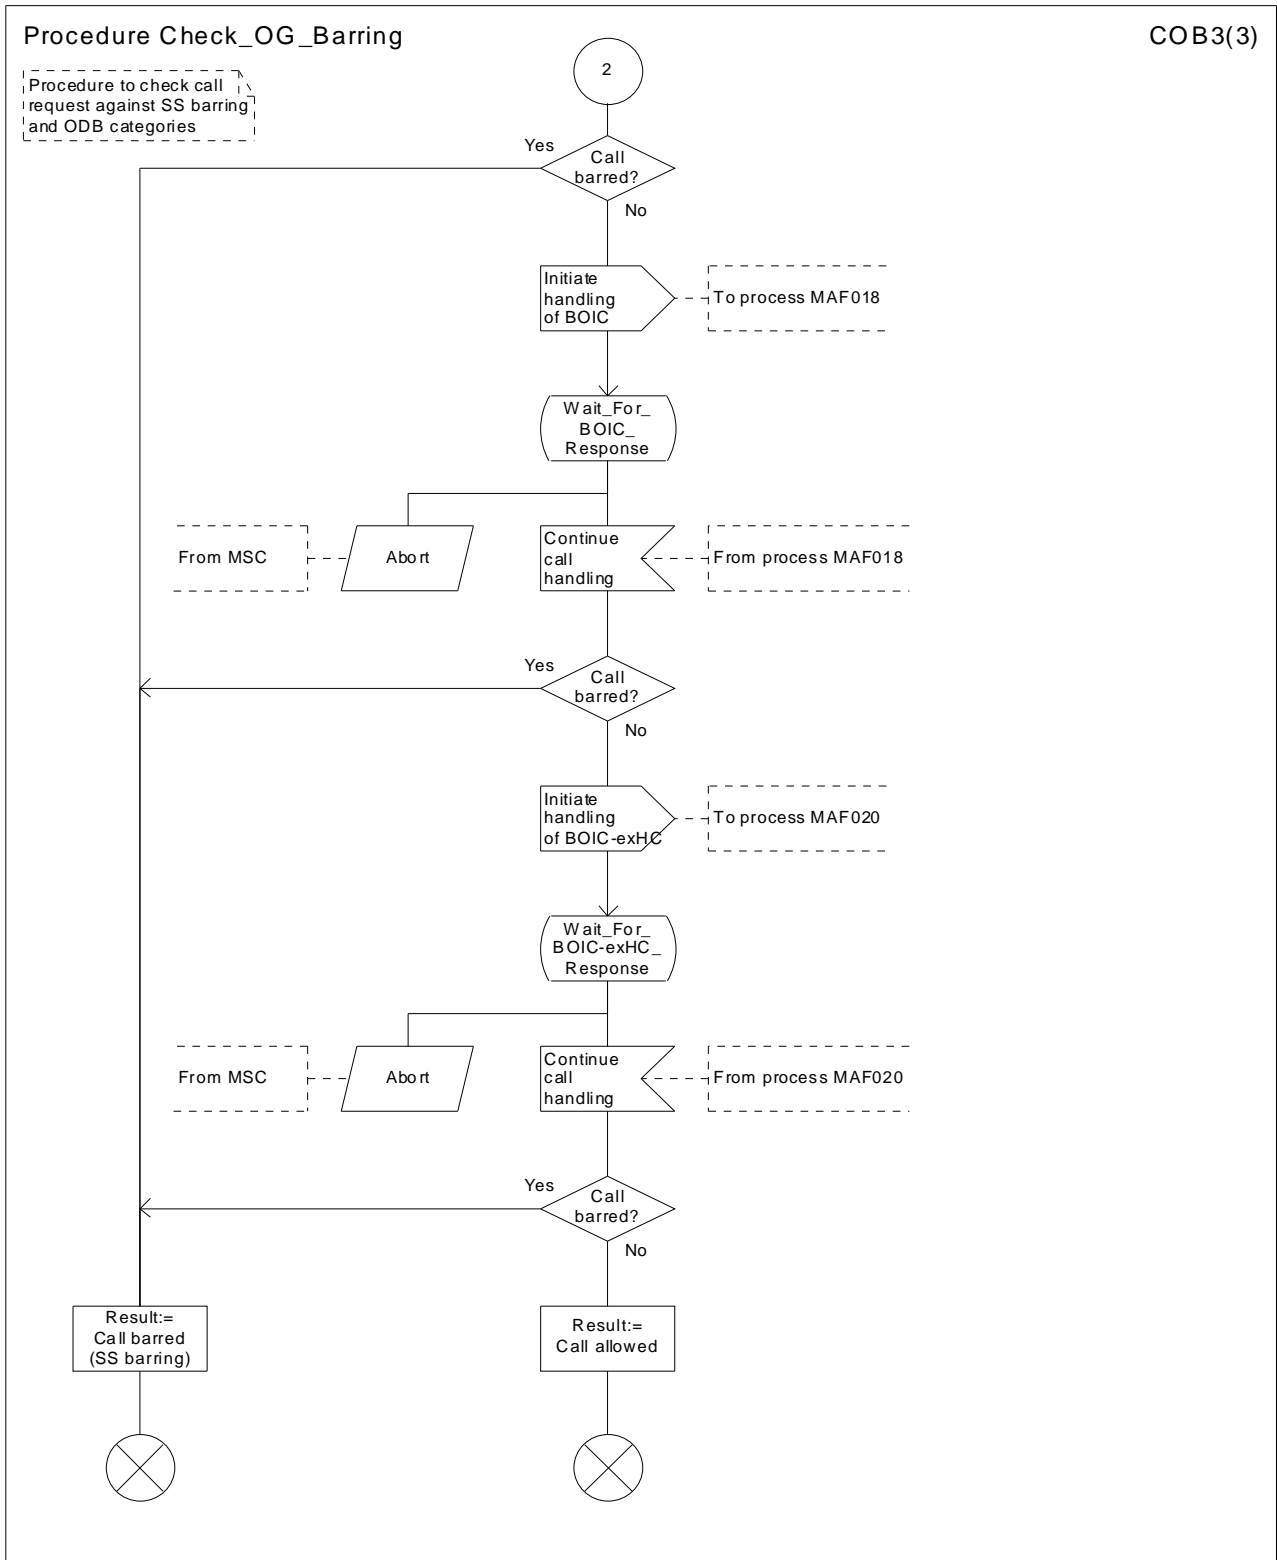 Procedure Check_OG_Barring
COB3(3)
Procedure to check call
request against SS barring
and ODB categories
2
Yes
Call
barred?
No
Initiate
handling
of BOIC
To process MAF018
Wait_For_
BOIC_
Response
From MSC
Abort
Continue
call
handling
From process MAF018
Yes
Call
barred?
No
Initiate
handling
of BOIC-exHC
To process MAF020
Wait_For_
BOIC-exHC_
Response
From MSC
Abort
Continue
call
handling
From process MAF020
Yes
Call
barred?
No
Result:=
Call barred
(SS barring)
Result:=
Call allowed